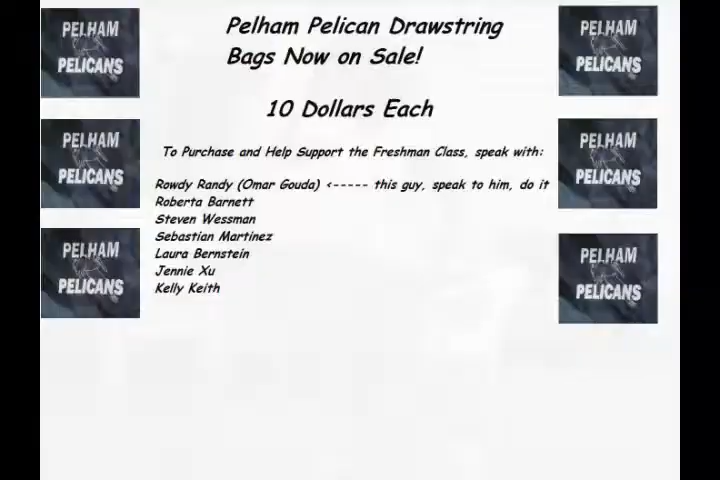 Pelham Pelican Drawstring
Bags Now on Sale!
10 Dollars Each
To Purchase and Help Support the Freshman Class, speak with:
Rowdy Randy (Omar Gouda) <----- this guy, speak to him, do it
Roberta Barnett
Steven Wessman
Sebastian Martinez
Laura Bernstein
Jennie Xu
Kelly Keith
PELHAM
PELICANS
PELHAM
PELICANS
PELHAM
PELICANS
PELHAM
PELICANS
PELHAM
PELICANS
PELHAM
PELICANS